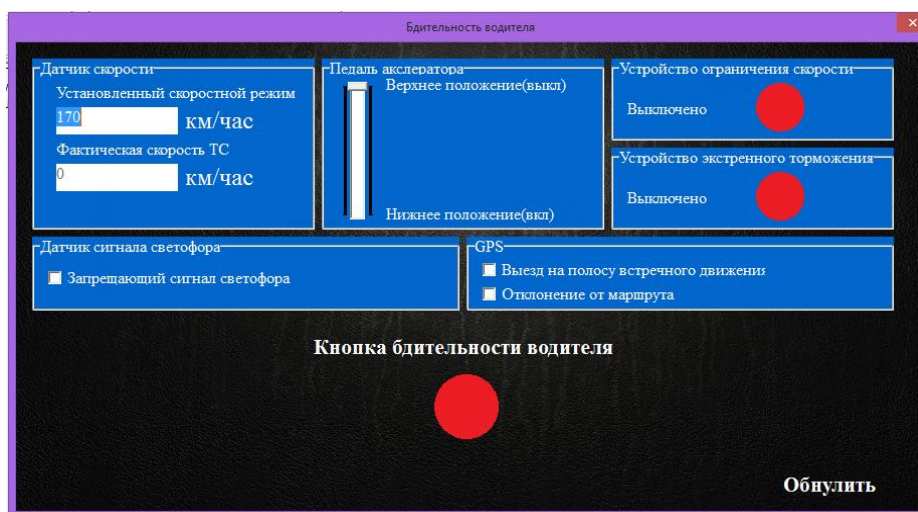 Бдительность водителя
Датчик скорости
Установленный скоростной режим
170 км/час
Фактическая скорость ТС
0 км/час
Педаль акслератора
Верхнее положение(выкл)
Нижнее положение(вкл)
Устройство ограничения скорости
Выключено
Устройство экстренного торможения
Выключено
Датчик сигнала светофора
Запрещающий сигнал светофора
GPS
Выезд на полосу встречного движения
Отклонение от маршрута
Кнопка бдительности водителя
Обнулить